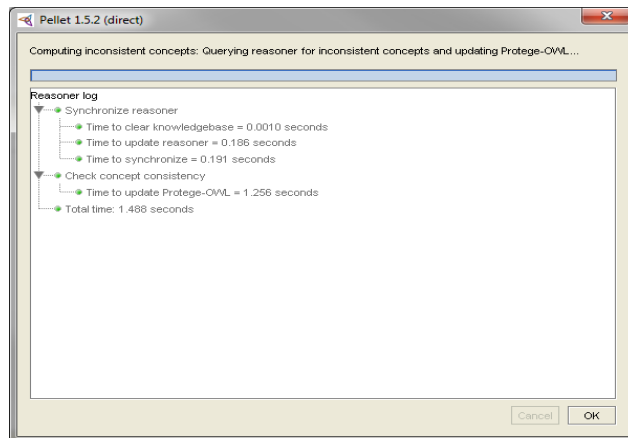 Pellet 1.5.2 (direct)
Computing inconsistent concepts: Querying reasoner for inconsistent concepts and updating Protege-OWL...
Reasoner log
Synchronize reasoner
Time to clear knowledgebase = 0.0010 seconds
Time to update reasoner = 0.186 seconds
Time to synchronize = 0.191 seconds
Check concept consistency
Time to update Protege-OWL = 1.256 seconds
Total time: 1.488 seconds
Cancel OK